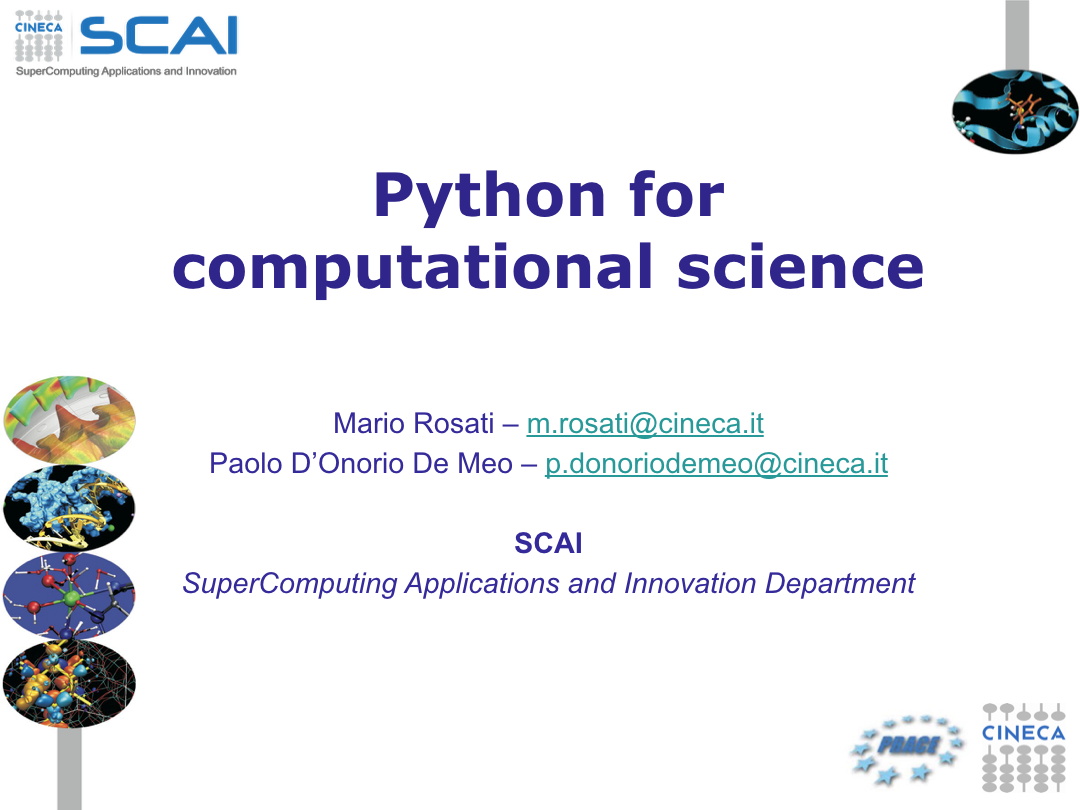 CINECA
SCAI
SuperComputing Applications and Innovation
Python for
computational science
Mario Rosati – m.rosati@cineca.it
Paolo D’Onorio De Meo – p.donoriodemeo@cineca.it
SCAI
SuperComputing Applications and Innovation Department
PRACE
CINECA